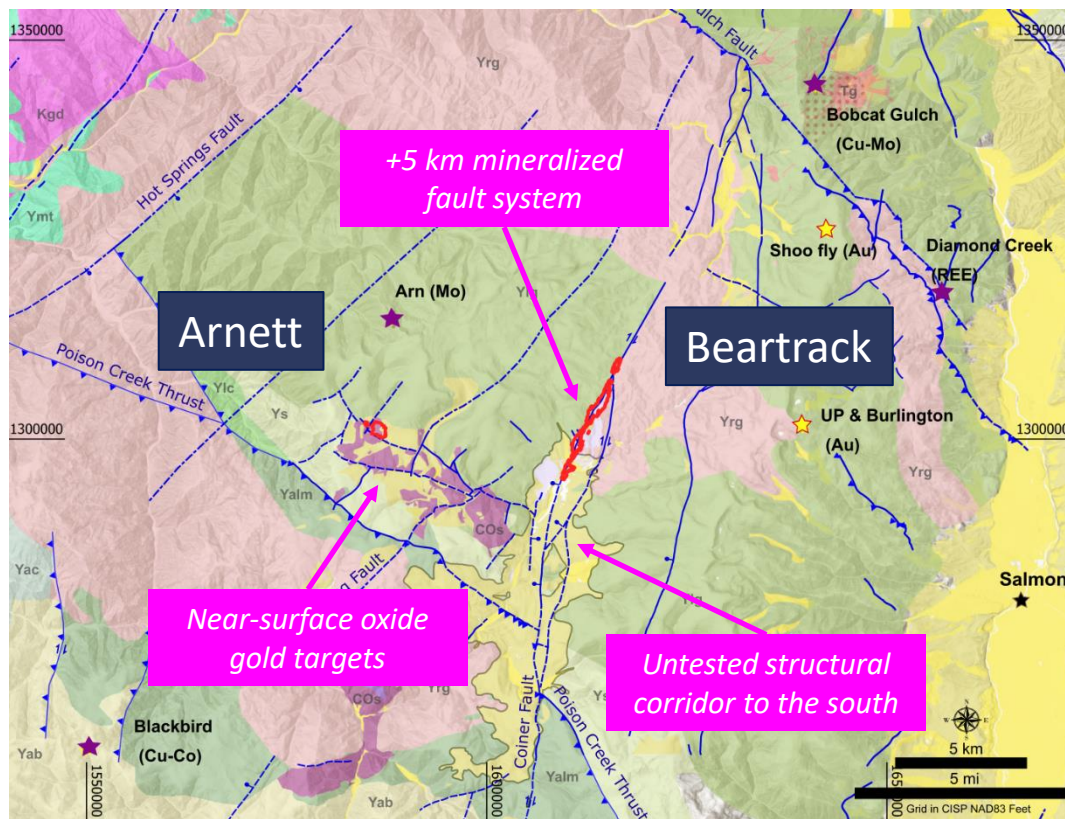 1350000
1350000
ulch Fault
Yrg
Kgd
Tg
Bobcat Gulch
(Cu-Mo)
+5 km mineralized
fault system
Hot Springs Fault
Ymt
Shoo fly (Au)
Diamond Creek
(REE)
Arn (Mo)
Arnett
Beartrack
Poison Creek Thrust
Ylc
Ys
1300000
1300000
UP & Burlington
(Au)
Yrg
Yrg
Yalm
COs
Yac
g Fault
Salmon
Near-surface oxide
gold targets
Untested structural
corridor to the south
COs
Yrg
Ys
Blackbird
(Cu-Co)
Coiner Fault
Poison Creek Thrust
Yab
Yalm
Yab
W
E
5 km
5 mi
1550000
1600000
Grid in CISP NAD83 Feet